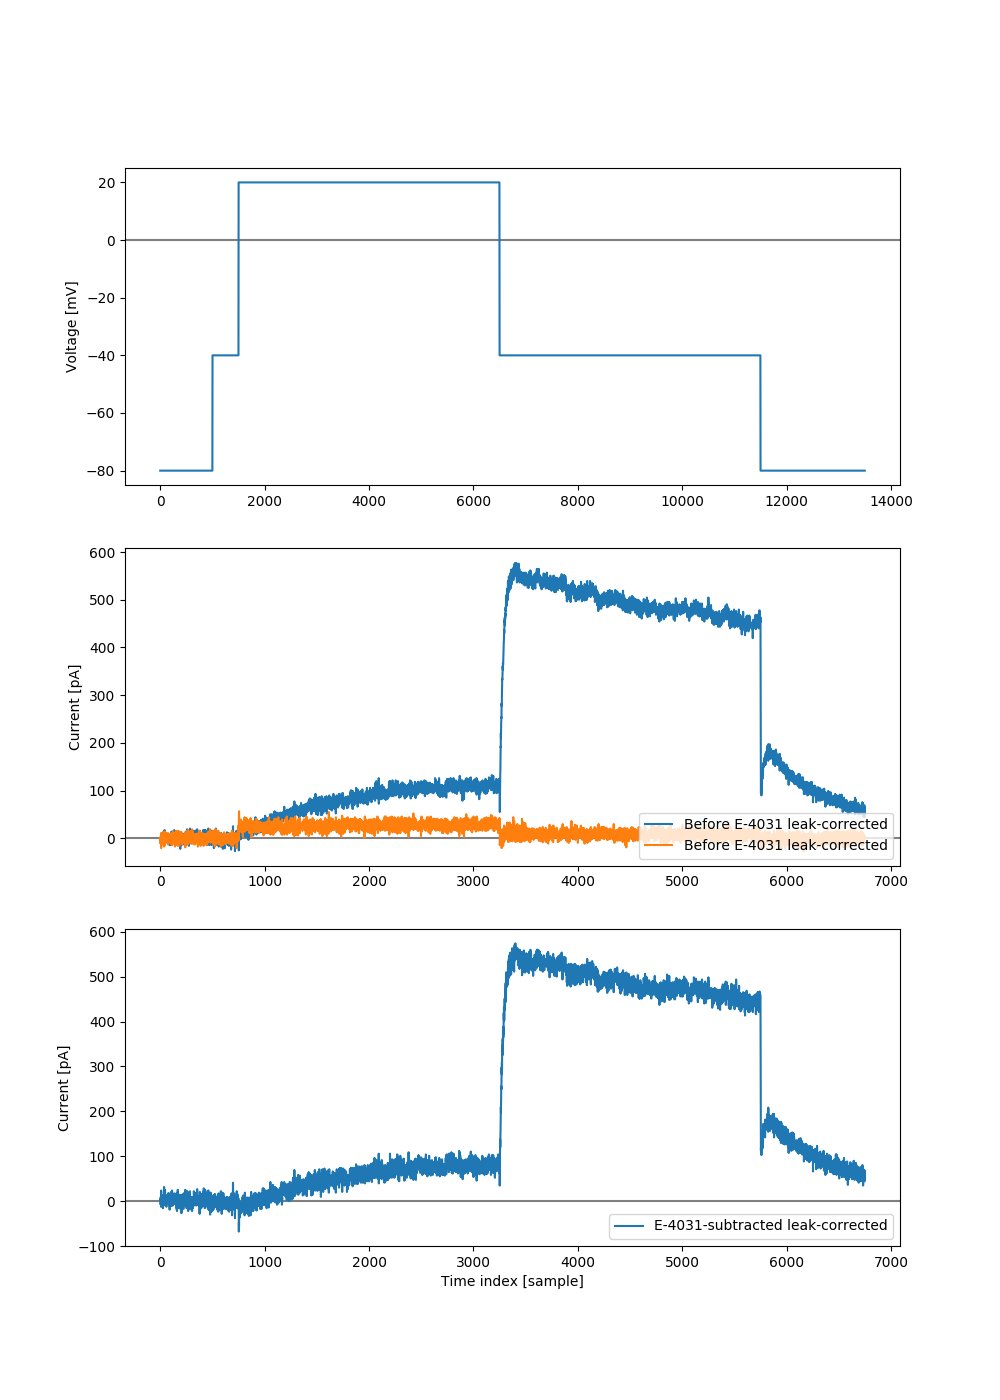 20
0
−20
−40
−60
−80
Voltage [mV]
0 2000 4000 6000 8000 10000 12000 14000
600
500
400
300
200
100
0
Current [pA]
Before E-4031 leak-corrected
Before E-4031 leak-corrected
0 1000 2000 3000 4000 5000 6000 7000
600
500
400
300
200
100
0
−100
Current [pA]
E-4031-subtracted leak-corrected
0 1000 2000 3000 4000 5000 6000 7000
Time index [sample]